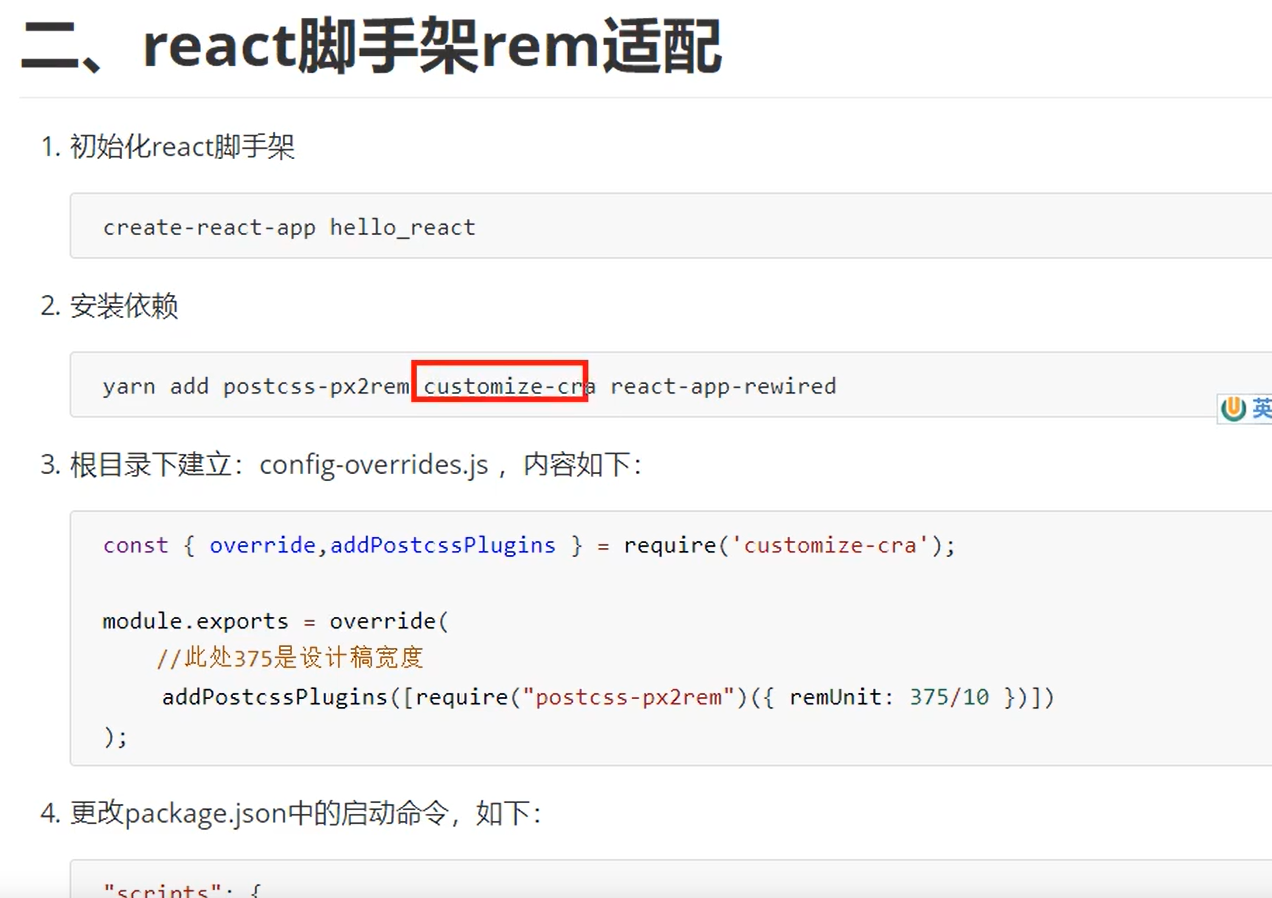 二、react脚手架rem适配
1. 初始化react脚手架
create-react-app hello_react
2. 安装依赖
yarn add postcss-px2rem customize-cra react-app-rewired
英
3. 根目录下建立：config-overrides.js ，内容如下：
const { override,addPostcssPlugins } = require('customize-cra');
module.exports = override(
//此处375是设计稿宽度
addPostcssPlugins([require("postcss-px2rem")({ remUnit: 375/10 })])
);
4. 更改package.json中的启动命令，如下：
"scripts": {